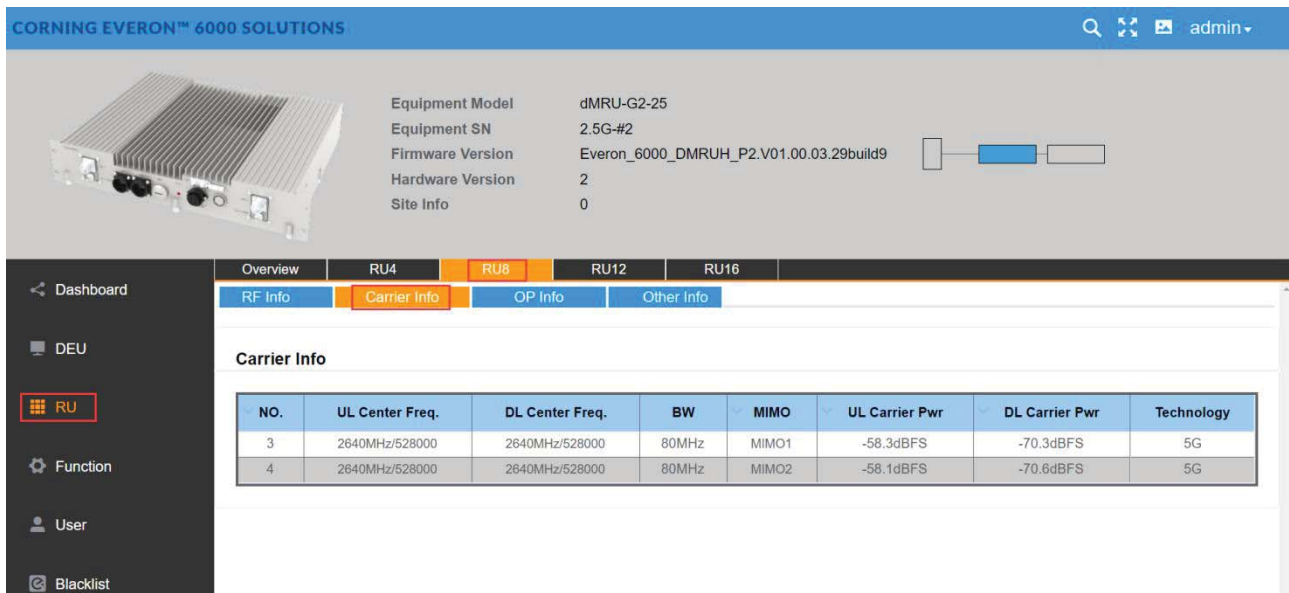 CORNING EVERON™ 6000 SOLUTIONS
admin
Equipment Model dMRU-G2-25
Equipment SN 2.5G-#2
Firmware Version Everon_6000_DMRUH_P2.V01.00.03.29build9
Hardware Version 2
Site Info 0
Overview RU4 RU8 RU12 RU16
RF Info Carrier Info OP Info Other Info
Dashboard
DEU
RU
Function
User
Blacklist
Carrier Info
NO. UL Center Freq. DL Center Freq. BW MIMO UL Carrier Pwr DL Carrier Pwr Technology
3 2640MHz/528000 2640MHz/528000 80MHz MIMO1 -58.3dBFS -70.3dBFS 5G
4 2640MHz/528000 2640MHz/528000 80MHz MIMO2 -58.1dBFS -70.6dBFS 5G